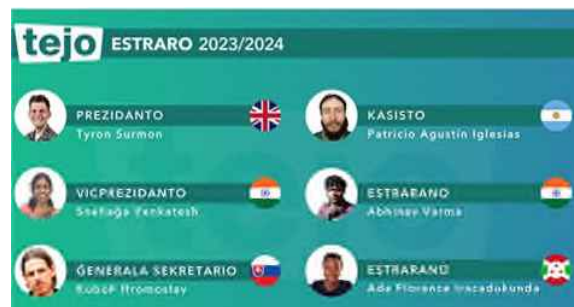 tejo ESTRARO 2023/2024
PREZIDANTO
Tyron Surmon
KASISTO
Patricio Agustín Iglesias
VICPREZIDANTO
Venkatesh
ESTRARANO
Abhinav Varma
ĜENERALA SEKRETARIO
ESTRARANO
Ada Florence